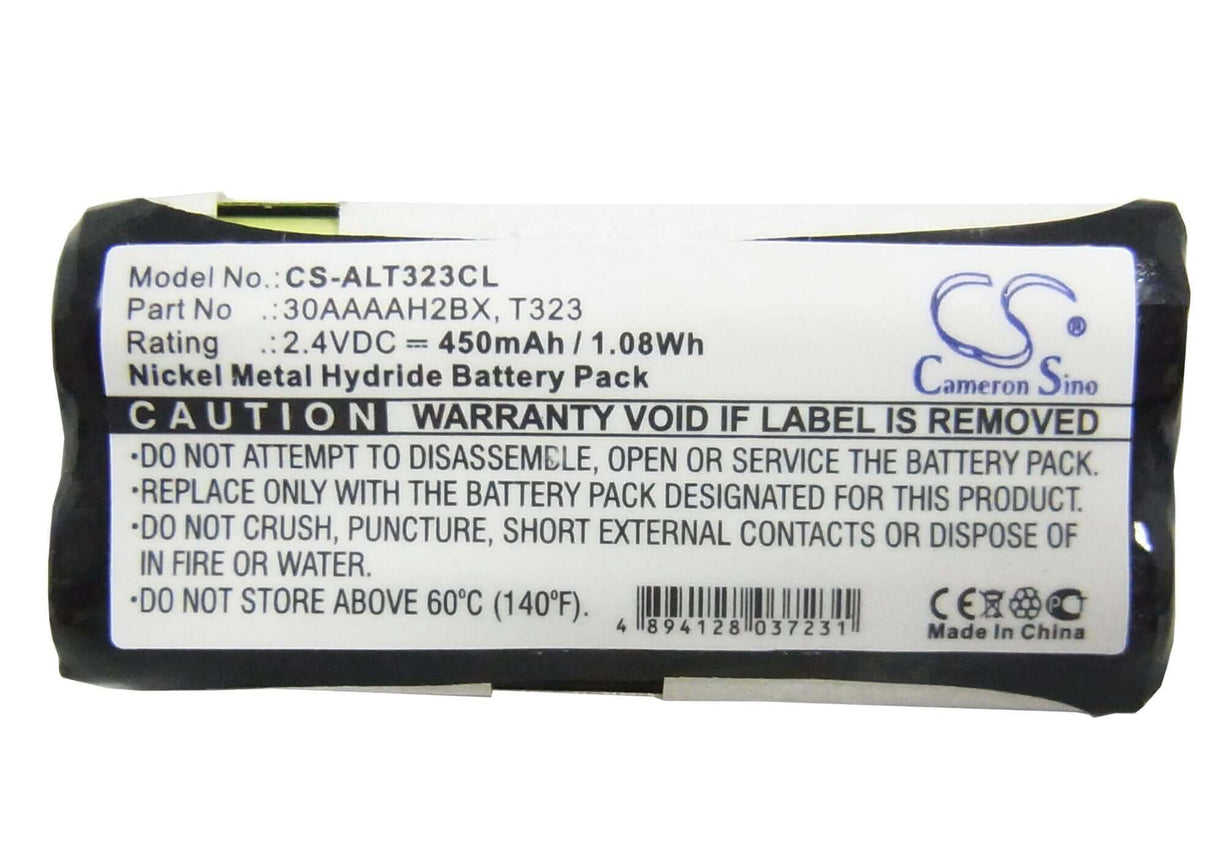 Model No.: CS-ALT323CL
Part No .: 30AAAAH2BX, T323
Rating .: 2.4VDC ⎓ 450mAh / 1.08Wh
Nickel Metal Hydride Battery Pack
CS®
Cameron Sino
CAUTION WARRANTY VOID IF LABEL IS REMOVED
·DO NOT ATTEMPT TO DISASSEMBLE, OPEN OR SERVICE THE BATTERY PACK.
·REPLACE ONLY WITH THE BATTERY PACK DESIGNATED FOR THIS PRODUCT.
·DO NOT CRUSH, PUNCTURE, SHORT EXTERNAL CONTACTS OR DISPOSE OF
IN FIRE OR WATER.
·DO NOT STORE ABOVE 60°C (140°F).
4 894128 037231
CE
Made In China